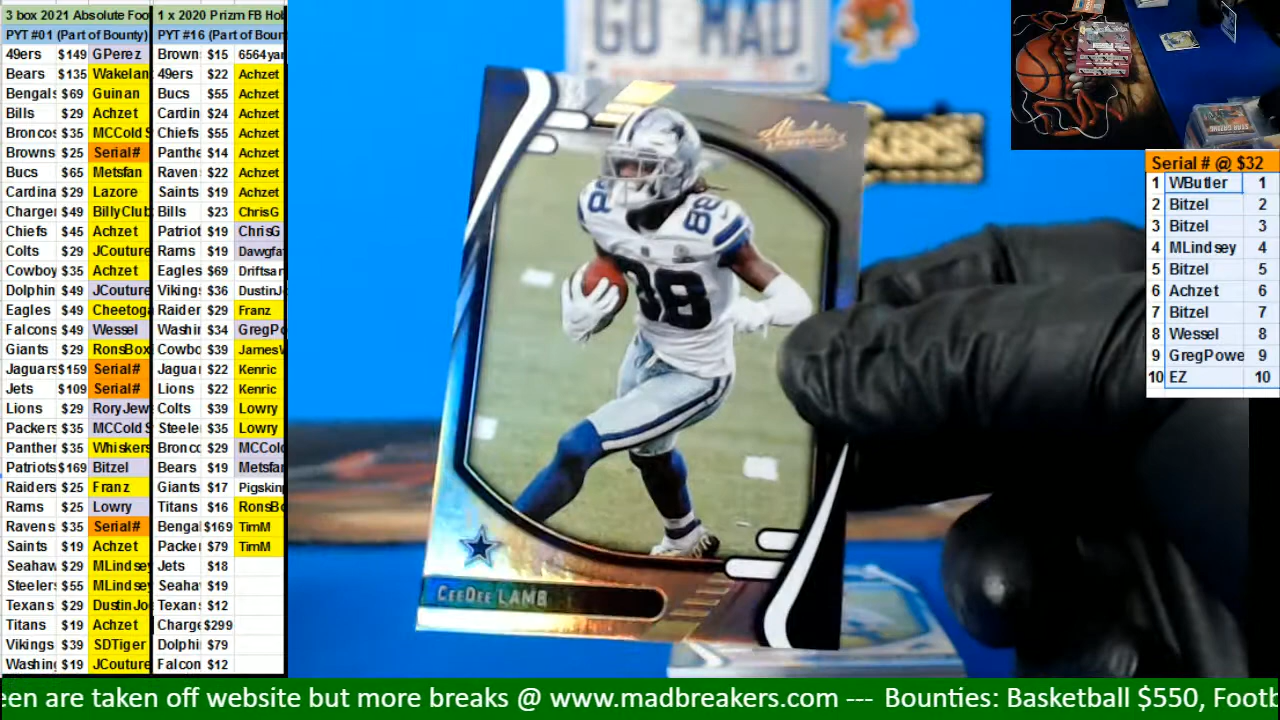 3 box 2021 Absolute Foo
PYT #01 (Part of Bounty)
49ers $149 GPerez
Bears $135 Wakelan
Bengals $69 Guinan
Bills $29 Achzet
Broncos $35 MCCold S
Browns $25 Serial#
Bucs $65 Metsfan
Cardina $29 Lazore
Charger $49 BillyClub
Chiefs $45 Achzet
Colts $29 JCouture
Cowboy $35 Achzet
Dolphin $49 JCouture
Eagles $49 Cheetoga
Falcons $49 Wessel
Giants $29 RonsBox
Jaguars $159 Serial#
Jets $109 Serial#
Lions $29 RoryJew
Packers $35 MCCold S
Panther $35 Whiskers
Patriots $169 Bitzel
Raiders $25 Franz
Rams $25 Lowry
Ravens $35 Serial#
Saints $19 Achzet
Seahaw $29 MLindsey
Steelers $55 MLindsey
Texans $29 DustinJo
Titans $19 Achzet
Vikings $39 SDTiger
Washing $19 JCouture
1 x 2020 Prizm FB Hol
PYT #16 (Part of Boun
Brown $15 6564yar
49ers $22 Achzet
Bucs $55 Achzet
Cardin $24 Achzet
Chiefs $55 Achzet
Panthe $14 Achzet
Raven $22 Achzet
Saints $19 Achzet
Bills $23 ChrisG
Patriot $19 ChrisG
Rams $19 Dawgfa
Eagles $69 Driftsar
Vikings $36 DustinJ
Raider $29 Franz
Washi $34 GregPo
Cowbo $39 JamesW
Jagua $22 Kenric
Lions $22 Kenric
Colts $39 Lowry
Steele $35 Lowry
Bronco $29 MCCold
Bears $19 Metsfan
Giants $17 Pigskin
Titans $16 RonsBo
Benga $169 TimM
Packe $79 TimM
Jets $18
Seaha $19
Texan $12
Charg $299
Dolphi $79
Falcon $12
GO MAD
Absolute
88
88
CEEDEE LAMB
Serial # @ $32
1 WButler 1
2 Bitzel 2
3 Bitzel 3
4 MLindsey 4
5 Bitzel 5
6 Achzet 6
7 Bitzel 7
8 Wessel 8
9 GregPowe 9
10 EZ 10
een are taken off website but more breaks @ www.madbreakers.com --- Bounties: Basketball $550, Footb